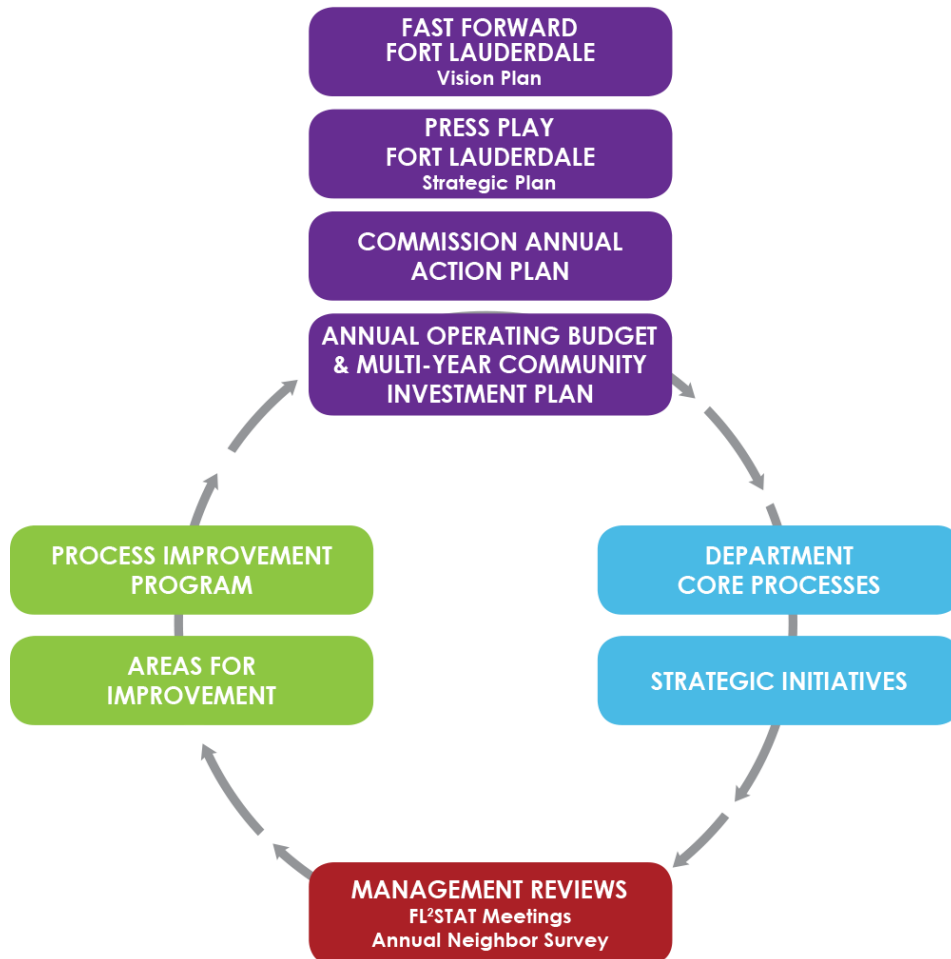 FAST FORWARD
FORT LAUDERDALE
Vision Plan
PRESS PLAY
FORT LAUDERDALE
Strategic Plan
COMMISSION ANNUAL
ACTION PLAN
ANNUAL OPERATING BUDGET
& MULTI-YEAR COMMUNITY
INVESTMENT PLAN
PROCESS IMPROVEMENT
PROGRAM
AREAS FOR
IMPROVEMENT
DEPARTMENT
CORE PROCESSES
STRATEGIC INITIATIVES
MANAGEMENT REVIEWS
FL²STAT Meetings
Annual Neighbor Survey